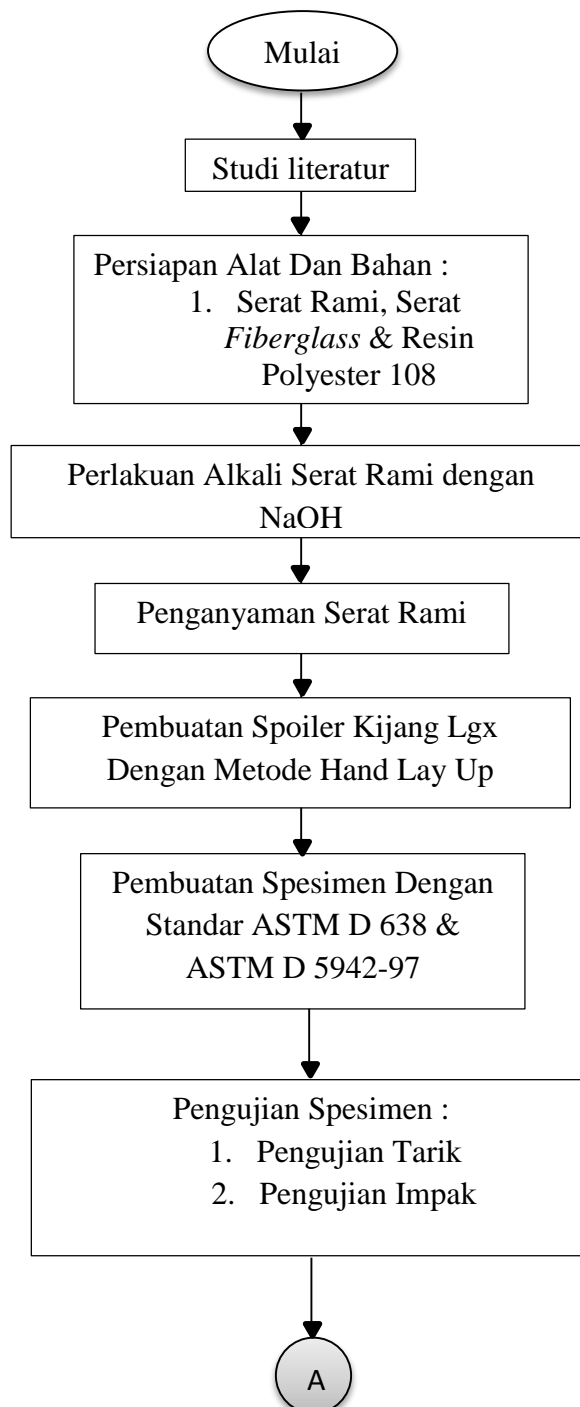 Mulai
Studi literatur
Persiapan Alat Dan Bahan :
1. Serat Rami, Serat
Fiberglass & Resin
Polyester 108
Perlakuan Alkali Serat Rami dengan
NaOH
Penganyaman Serat Rami
Pembuatan Spoiler Kijang Lgx
Dengan Metode Hand Lay Up
Pembuatan Spesimen Dengan
Standar ASTM D 638 &
ASTM D 5942-97
Pengujian Spesimen :
1. Pengujian Tarik
2. Pengujian Impak
A